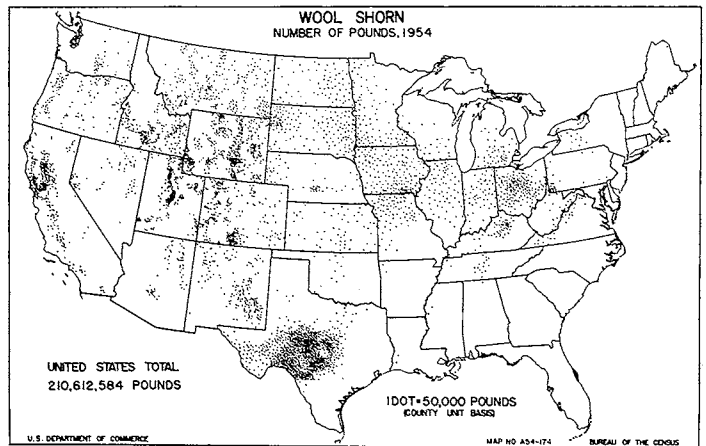 WOOL SHORN
NUMBER OF POUNDS, 1954
UNITED STATES TOTAL
210,612,584 POUNDS
1 DOT=50,000 POUNDS
(COUNTY UNIT BASIS)
U.S. DEPARTMENT OF COMMERCE
MAP NO A54-174
BUREAU OF THE CENSUS